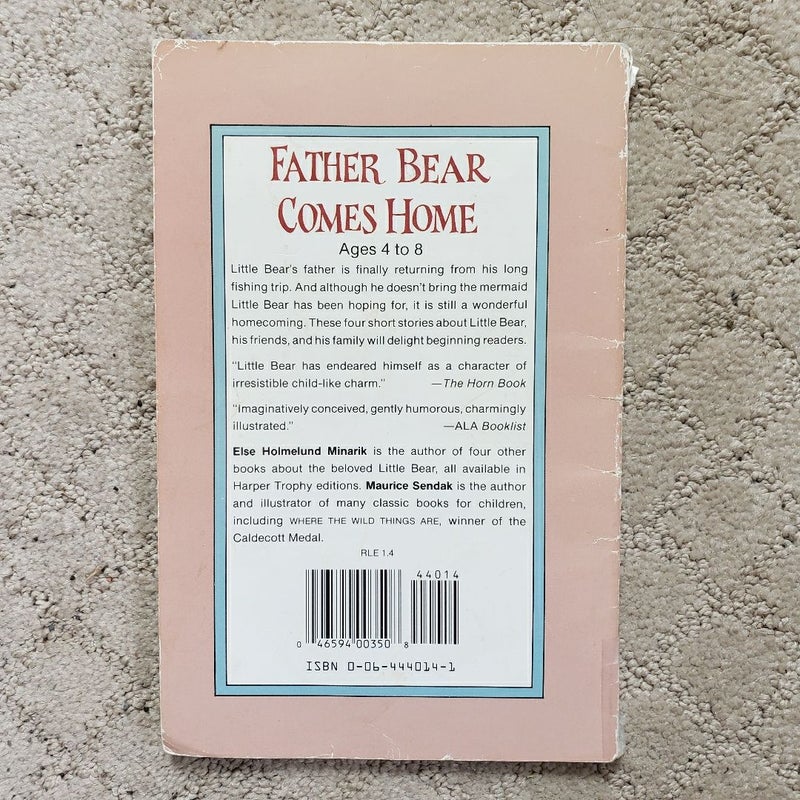 FATHER BEAR
COMES HOME
Ages 4 to 8
Little Bear's father is finally returning from his long
fishing trip. And although he doesn't bring the mermaid
Little Bear has been hoping for, it is still a wonderful
homecoming. These four short stories about Little Bear,
his friends, and his family will delight beginning readers.
"Little Bear has endeared himself as a character of
irresistible child-like charm." —The Horn Book
"Imaginatively conceived, gently humorous, charmingly
illustrated." —ALA Booklist
Else Holmelund Minarik is the author of four other
books about the beloved Little Bear, all available in
Harper Trophy editions. Maurice Sendak is the author
and illustrator of many classic books for children,
including WHERE THE WILD THINGS ARE, winner of the
Caldecott Medal.
RLE 1.4
44014
0 46594 00350 8
ISBN 0-06-444014-1